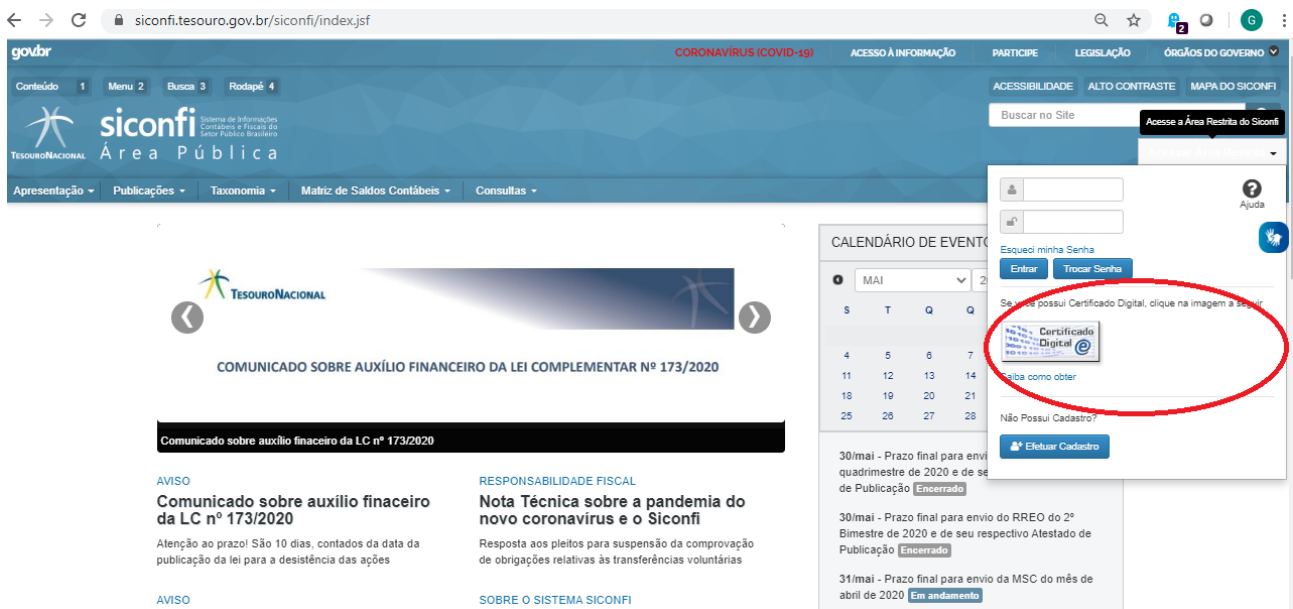 siconfi.tesouro.gov.br/siconfi/index.jsf
2
G
gov.br
CORONAVÍRUS (COVID-19)
ACESSO À INFORMAÇÃO
PARTICIPE
LEGISLAÇÃO
ÓRGÃOS DO GOVERNO
Conteúdo 1
Menu 2
Busca 3
Rodapé 4
ACESSIBILIDADE
ALTO CONTRASTE
MAPA DO SICONFI
TESOURONACIONAL
siconfi
Sistema de Informações
Contábeis e Fiscais do
Setor Público Brasileiro
Área Pública
Buscar no Site
Acesse a Área Restrita do Siconfi
Apresentação
Publicações
Taxonomia
Matriz de Saldos Contábeis
Consultas
Ajuda
Esqueci minha Senha
Entrar
Trocar Senha
Se você possui Certificado Digital, clique na imagem a seguir
Certificado
Digital
Saiba como obter
Não Possui Cadastro?
Efetuar Cadastro
TESOURONACIONAL
COMUNICADO SOBRE AUXÍLIO FINANCEIRO DA LEI COMPLEMENTAR Nº 173/2020
Comunicado sobre auxílio finaceiro da LC nº 173/2020
CALENDÁRIO DE EVENTO
MAI
2
S T Q Q
4 5 6 7
11 12 13 14
18 19 20 21
25 26 27 28
30/mai - Prazo final para envi
quadrimestre de 2020 e de se
de Publicação Encerrado
30/mai - Prazo final para envio do RREO do 2º
Bimestre de 2020 e de seu respectivo Atestado de
Publicação Encerrado
31/mai - Prazo final para envio da MSC do mês de
abril de 2020 Em andamento
AVISO
Comunicado sobre auxílio finaceiro
da LC nº 173/2020
Atenção ao prazo! São 10 dias, contados da data da
publicação da lei para a desistência das ações
RESPONSABILIDADE FISCAL
Nota Técnica sobre a pandemia do
novo coronavírus e o Siconfi
Resposta aos pleitos para suspensão da comprovação
de obrigações relativas às transferências voluntárias
AVISO
SOBRE O SISTEMA SICONFI